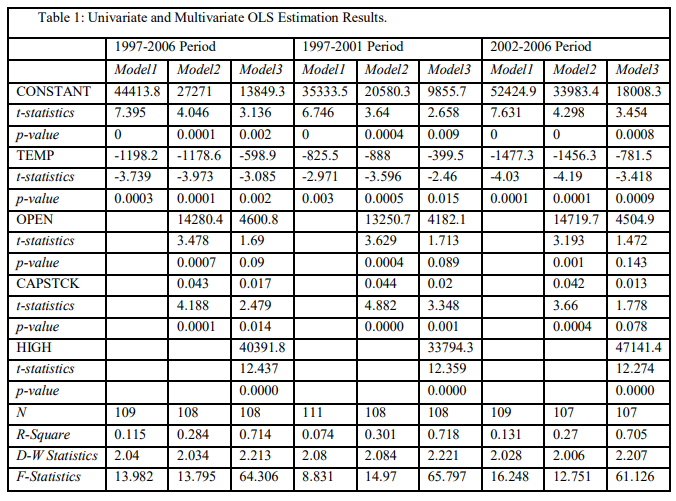 Table 1: Univariate and Multivariate OLS Estimation Results.
1997-2006 Period 1997-2001 Period 2002-2006 Period
Model1 Model2 Model3 Model1 Model2 Model3 Model1 Model2 Model3
CONSTANT 44413.8 27271 13849.3 35333.5 20580.3 9855.7 52424.9 33983.4 18008.3
t-statistics 7.395 4.046 3.136 6.746 3.64 2.658 7.631 4.298 3.454
p-value 0 0.0001 0.002 0 0.0004 0.009 0 0 0.0008
TEMP -1198.2 -1178.6 -598.9 -825.5 -888 -399.5 -1477.3 -1456.3 -781.5
t-statistics -3.739 -3.973 -3.085 -2.971 -3.596 -2.46 -4.03 -4.19 -3.418
p-value 0.0003 0.0001 0.002 0.003 0.0005 0.015 0.0001 0.0001 0.0009
OPEN 14280.4 4600.8 13250.7 4182.1 14719.7 4504.9
t-statistics 3.478 1.69 3.629 1.713 3.193 1.472
p-value 0.0007 0.09 0.0004 0.089 0.001 0.143
CAPSTCK 0.043 0.017 0.044 0.02 0.042 0.013
t-statistics 4.188 2.479 4.882 3.348 3.66 1.778
p-value 0.0001 0.014 0.0000 0.001 0.0004 0.078
HIGH 40391.8 33794.3 47141.4
t-statistics 12.437 12.359 12.274
p-value 0.0000 0.0000 0.0000
N 109 108 108 111 108 108 109 107 107
R-Square 0.115 0.284 0.714 0.074 0.301 0.718 0.131 0.27 0.705
D-W Statistics 2.04 2.034 2.213 2.08 2.084 2.221 2.028 2.006 2.207
F-Statistics 13.982 13.795 64.306 8.831 14.97 65.797 16.248 12.751 61.126